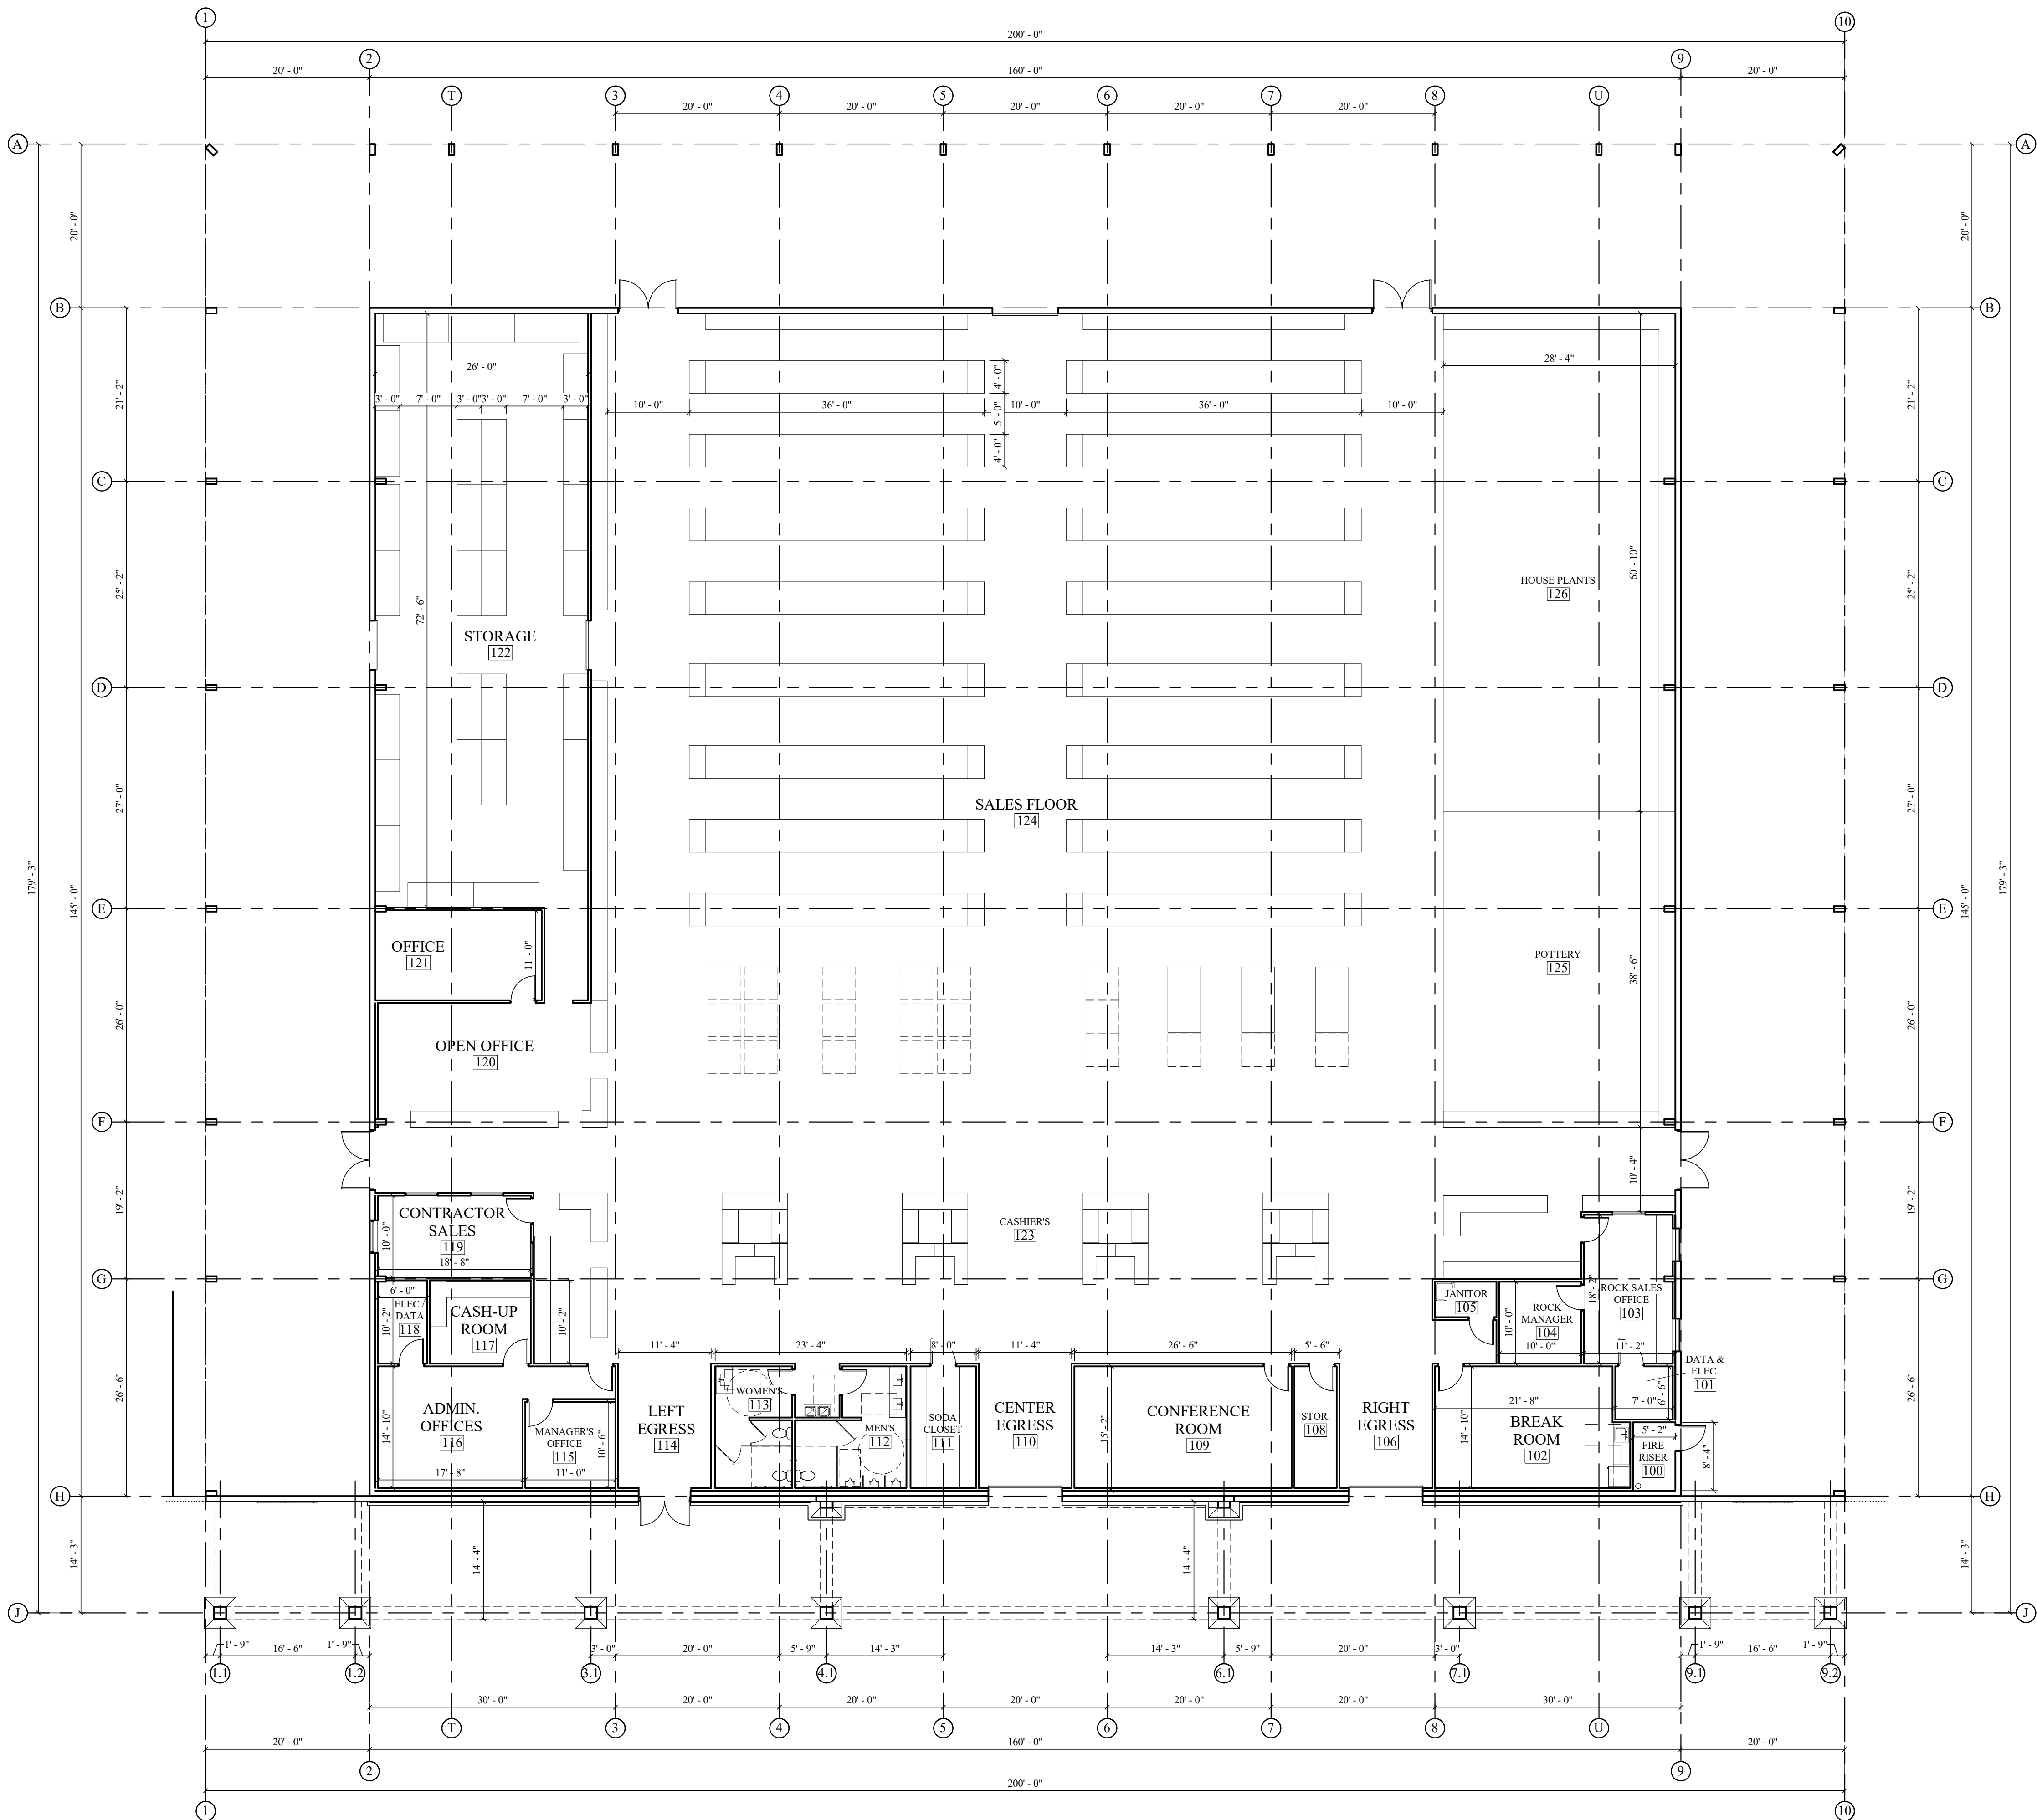 1
10
200' - 0"
2
9
20' - 0"
160' - 0"
20' - 0"
T
3
4
5
6
7
8
U
20' - 0"
20' - 0"
20' - 0"
20' - 0"
20' - 0"
A
A
20' - 0"
20' - 0"
B
B
26' - 0"
28' - 4"
4' - 0"
21' - 2"
21' - 2"
3' - 0"
7' - 0"
3' - 0"
3' - 0"
7' - 0"
3' - 0"
10' - 0"
36' - 0"
10' - 0"
36' - 0"
10' - 0"
5' - 0"
4' - 0"
C
C
25' - 2"
25' - 2"
60' - 10"
72' - 6"
HOUSE PLANTS
126
STORAGE
122
D
D
27' - 0"
27' - 0"
SALES FLOOR
124
179' - 3"
145' - 0"
145' - 0"
179' - 3"
E
E
OFFICE
121
11' - 0"
POTTERY
125
38' - 6"
26' - 0"
26' - 0"
OPEN OFFICE
120
F
F
10' - 4"
19' - 2"
19' - 2"
CONTRACTOR
SALES
119
10' - 0"
18' - 8"
CASHIER'S
123
G
G
6' - 0"
ELEC./
DATA
118
10' - 2"
CASH-UP
ROOM
117
10' - 2"
JANITOR
105
10' - 0"
ROCK
MANAGER
104
10' - 0"
18' - 2"
ROCK SALES
OFFICE
103
11' - 2"
11' - 4"
23' - 4"
8' - 0"
11' - 4"
26' - 6"
5' - 6"
DATA &
ELEC.
101
26' - 6"
26' - 6"
14' - 10"
ADMIN.
OFFICES
116
17' - 8"
MANAGER'S
OFFICE
115
10' - 6"
11' - 0"
LEFT
EGRESS
114
WOMEN'S
113
MEN'S
112
SODA
CLOSET
111
CENTER
EGRESS
110
15' - 2"
CONFERENCE
ROOM
109
STOR.
108
RIGHT
EGRESS
106
21' - 8"
14' - 10"
BREAK
ROOM
102
7' - 0"
6' - 6"
5' - 2"
FIRE
RISER
100
8' - 4"
H
H
14' - 3"
14' - 4"
14' - 4"
14' - 3"
J
J
1' - 9"
16' - 6"
1' - 9"
3' - 0"
20' - 0"
5' - 9"
14' - 3"
14' - 3"
5' - 9"
20' - 0"
3' - 0"
1' - 9"
16' - 6"
1' - 9"
1.1
1.2
3.1
4.1
6.1
7.1
9.1
9.2
30' - 0"
20' - 0"
20' - 0"
20' - 0"
20' - 0"
20' - 0"
30' - 0"
T
3
4
5
6
7
8
U
20' - 0"
160' - 0"
20' - 0"
2
9
200' - 0"
1
10